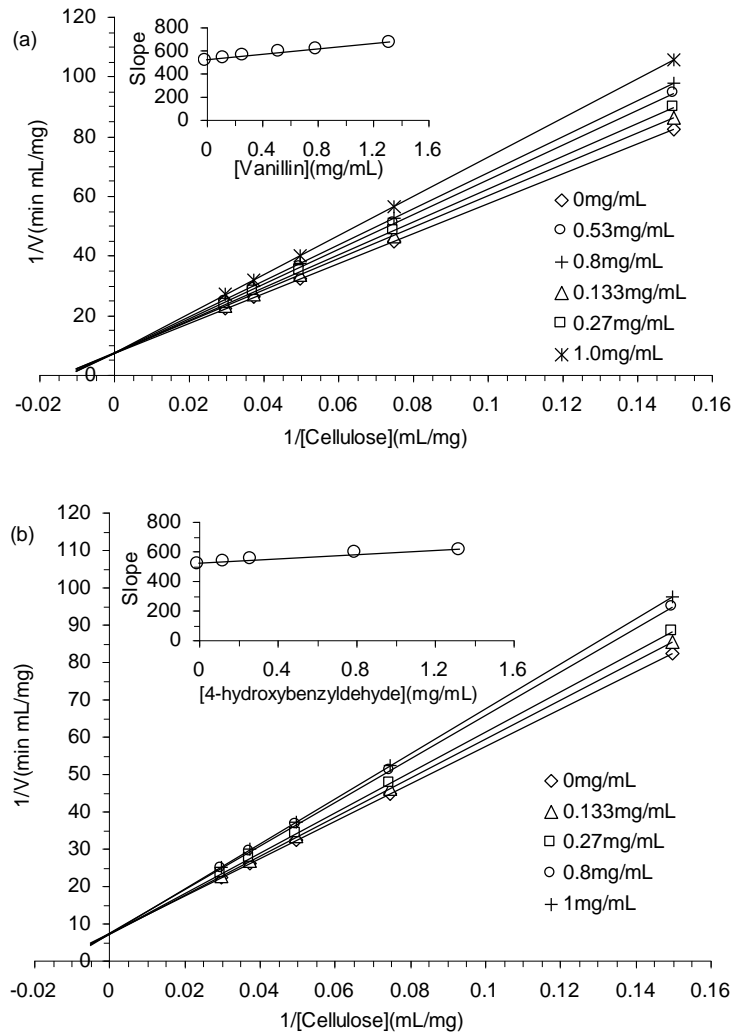 (a)
1/V(min mL/mg)
120
100
80
60
40
20
0
-0.02 0 0.02 0.04 0.06 0.08 0.1 0.12 0.14 0.16
1/[Cellulose](mL/mg)
Slope
800
600
400
200
0
0 0.4 0.8 1.2 1.6
[Vanillin](mg/mL)
0mg/mL
0.53mg/mL
0.8mg/mL
0.133mg/mL
0.27mg/mL
1.0mg/mL
(b)
1/V(min mL/mg)
120
110
100
90
80
70
60
50
40
30
20
10
0
-0.02 0 0.02 0.04 0.06 0.08 0.1 0.12 0.14 0.16
1/[Cellulose](mL/mg)
Slope
800
600
400
200
0
0 0.4 0.8 1.2 1.6
[4-hydroxybenzyldehyde](mg/mL)
0mg/mL
0.133mg/mL
0.27mg/mL
0.8mg/mL
1mg/mL